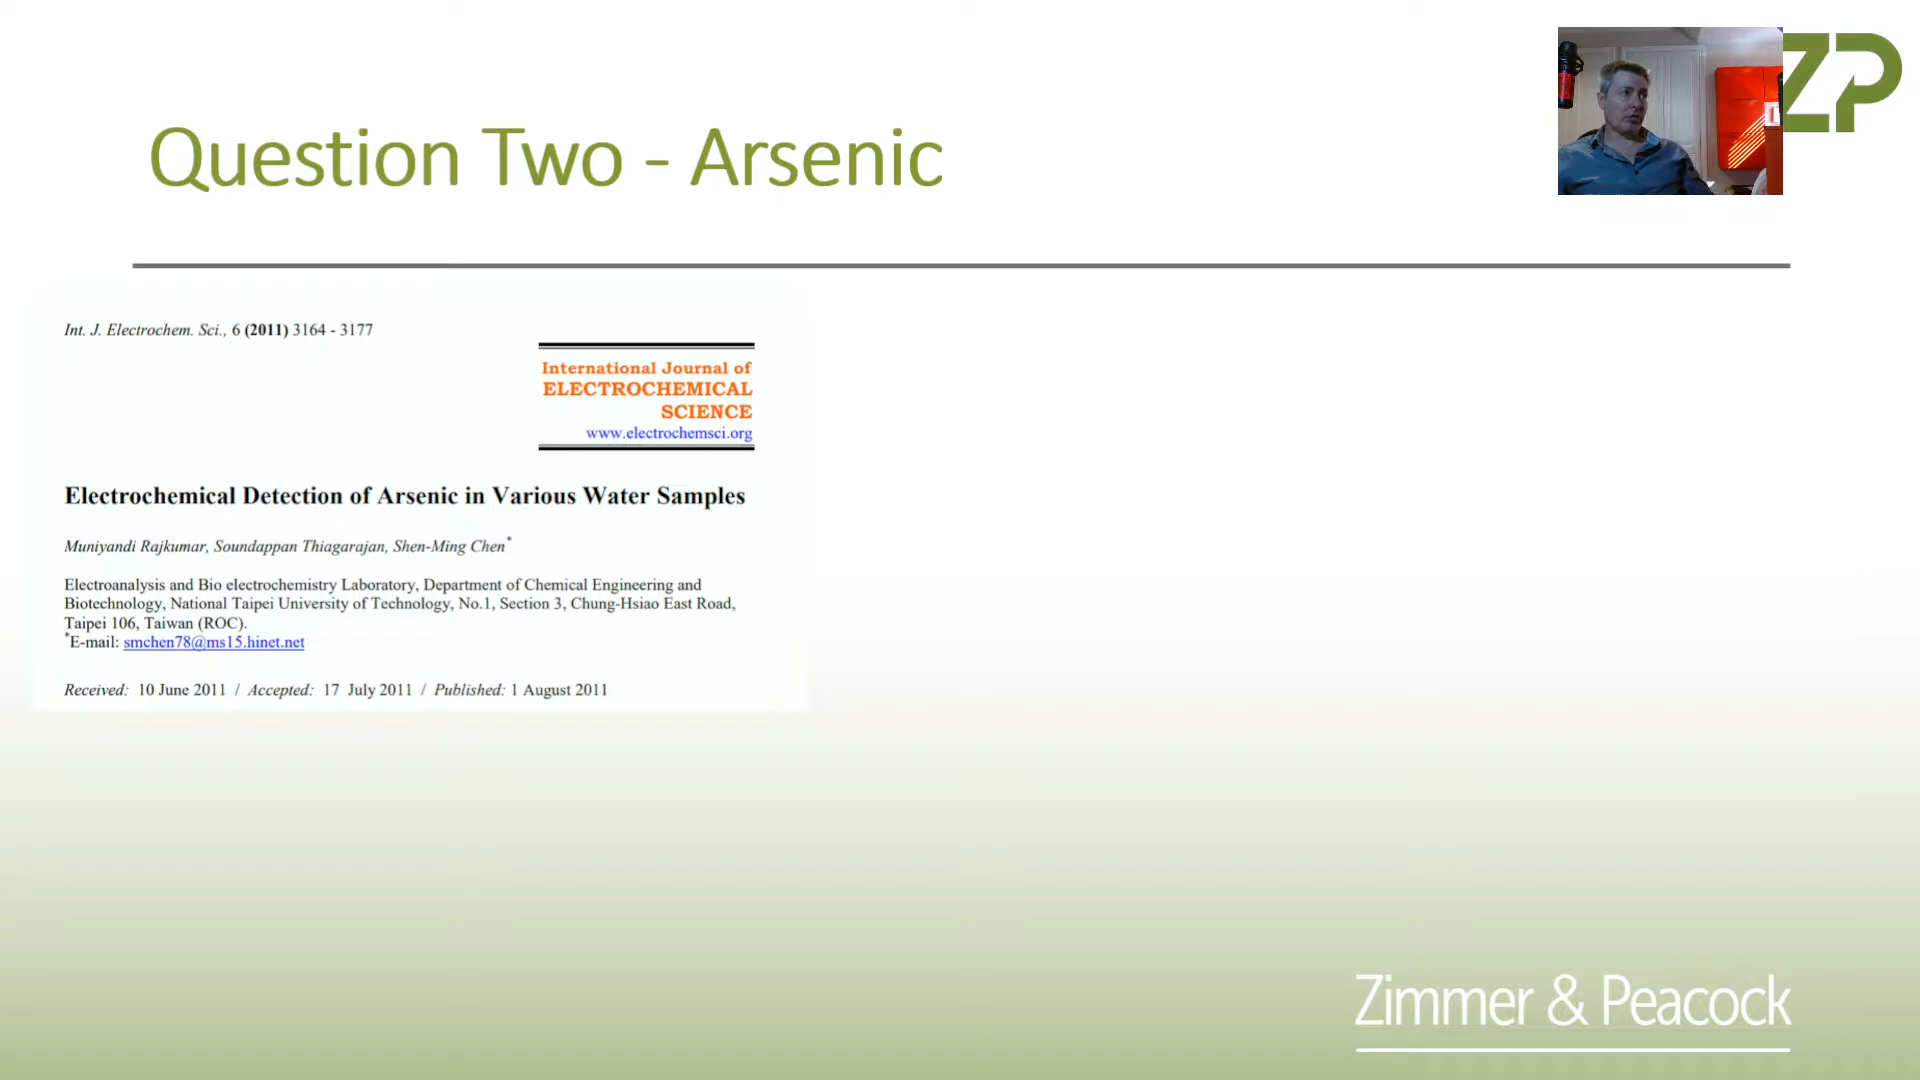 ZP
Question Two - Arsenic
Int. J. Electrochem. Sci., 6 (2011) 3164 - 3177
International Journal of
ELECTROCHEMICAL
SCIENCE
www.electrochemsci.org
Electrochemical Detection of Arsenic in Various Water Samples
Muniyandi Rajkumar, Soundappan Thiagarajan, Shen-Ming Chen*
Electroanalysis and Bio electrochemistry Laboratory, Department of Chemical Engineering and
Biotechnology, National Taipei University of Technology, No.1, Section 3, Chung-Hsiao East Road,
Taipei 106, Taiwan (ROC).
*E-mail: smchen78@ms15.hinet.net
Received: 10 June 2011 / Accepted: 17 July 2011 / Published: 1 August 2011
Zimmer & Peacock